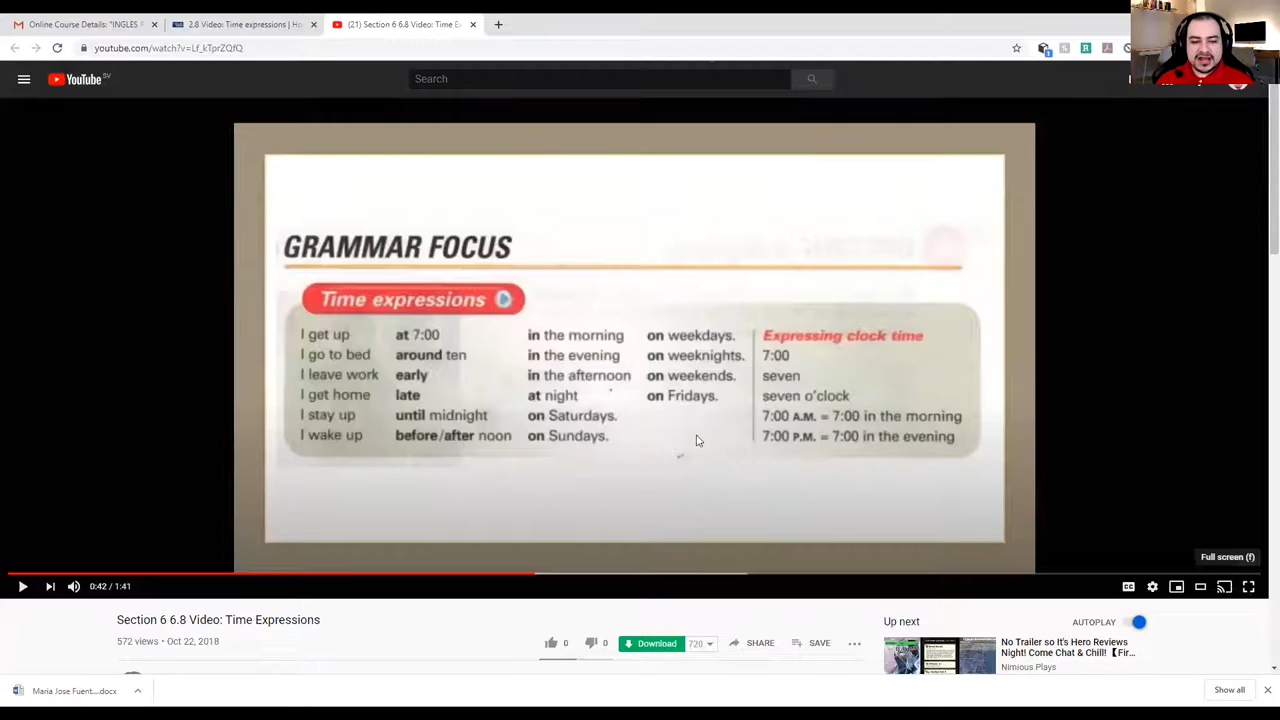 Online Course Details: "INGLES F
2.8 Video: Time expressions | Ho
(21) Section 6 6.8 Video: Time E
youtube.com/watch?v=Lf_kTprZQfQ
YouTube SV
Search
GRAMMAR FOCUS
Time expressions
I get up at 7:00 in the morning on weekdays. Expressing clock time
I go to bed around ten in the evening on weeknights. 7:00
I leave work early in the afternoon on weekends. seven
I get home late at night on Fridays. seven o'clock
I stay up until midnight on Saturdays. 7:00 A.M. = 7:00 in the morning
I wake up before/after noon on Sundays. 7:00 P.M. = 7:00 in the evening
Full screen (f)
0:42 / 1:41
Section 6 6.8 Video: Time Expressions
572 views • Oct 22, 2018
0 0 Download 720 SHARE SAVE
Up next AUTOPLAY
No Trailer so It's Hero Reviews
Night! Come Chat & Chill! 【Fir...
Nimious Plays
Maria Jose Fuent....docx
Show all